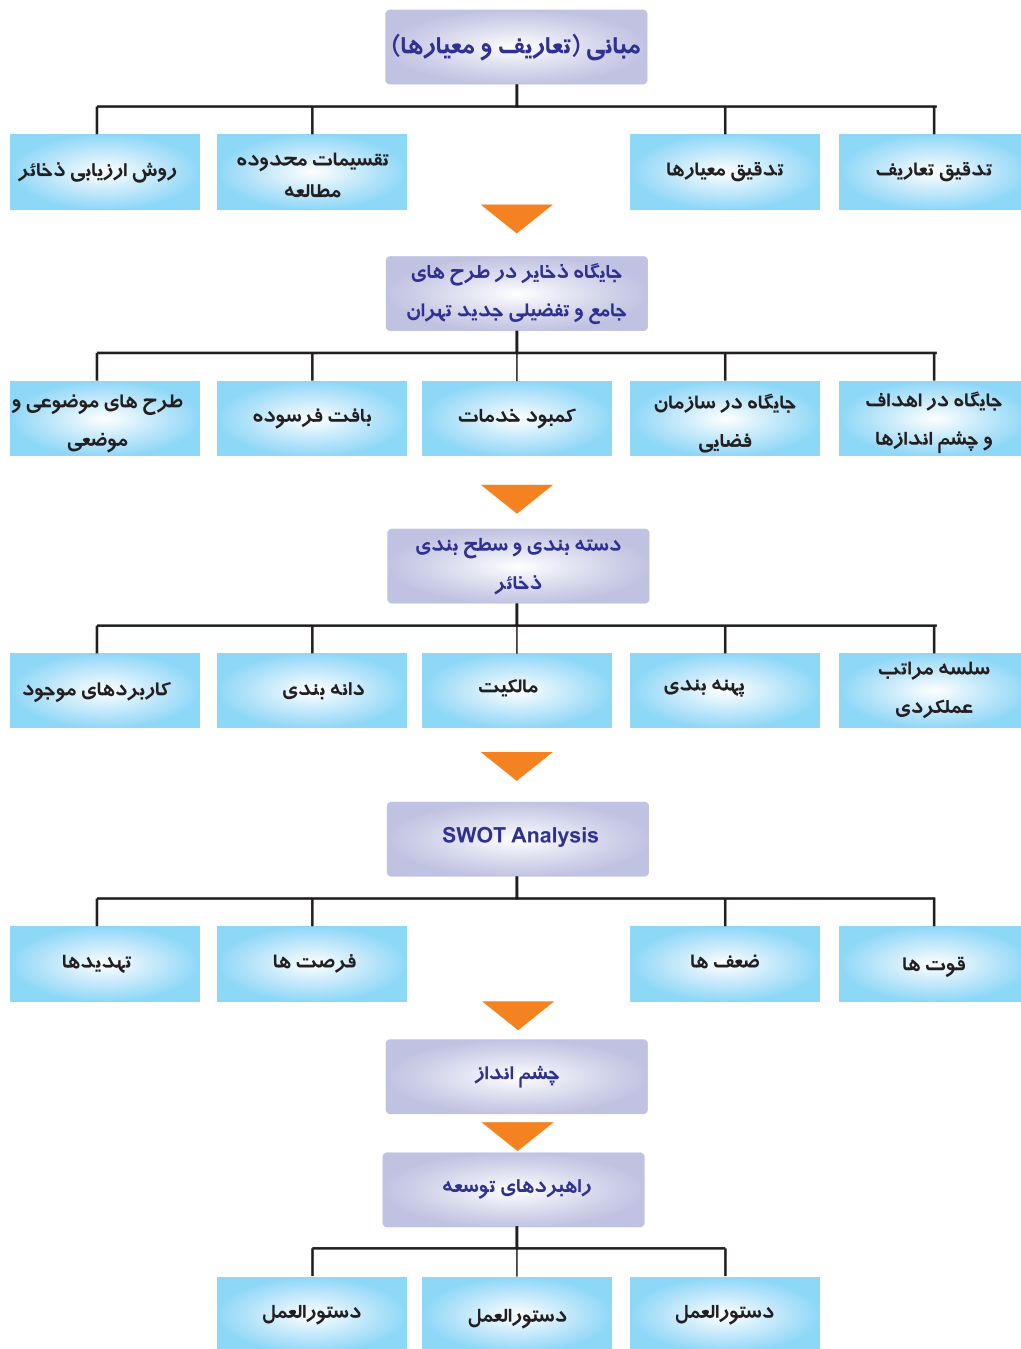 مبانی (تعاریف و معیارها)
تدقیق تعاریف
تدقیق معیارها
تقسیمات محدوده
مطالعه
روش ارزیابی ذخائر
جایگاه ذخایر در طرح های
جامع و تفضیلی جدید تهران
جایگاه در اهداف
و چشم اندازها
جایگاه در سازمان
فضایی
کمبود خدمات
بافت فرسوده
طرح های موضوعی و
موضعی
دسته بندی و سطح بندی
ذخائر
سلسه مراتب
عملکردی
پهنه بندی
مالکیت
دانه بندی
کاربردهای موجود
SWOT Analysis
قوت ها
ضعف ها
فرصت ها
تهدیدها
چشم انداز
راهبردهای توسعه
دستورالعمل
دستورالعمل
دستورالعمل